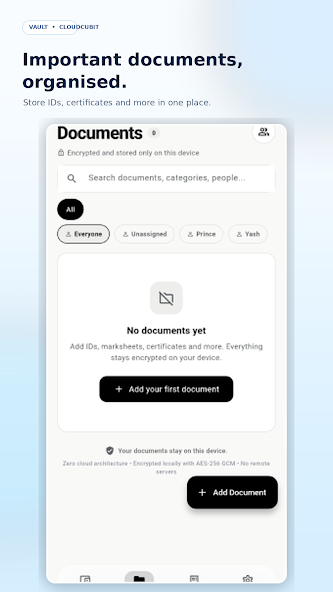 VAULT • CLOUDCUBIT
Important documents,
organised.
Store IDs, certificates and more in one place.
Documents 0
Encrypted and stored only on this device
Search documents, categories, people...
All
Everyone Unassigned Prince Yash
No documents yet
Add IDs, marksheets, certificates and more. Everything
stays encrypted on your device.
+ Add your first document
Your documents stay on this device.
Zero cloud architecture • Encrypted locally with AES-256 GCM • No remote
servers
+ Add Document